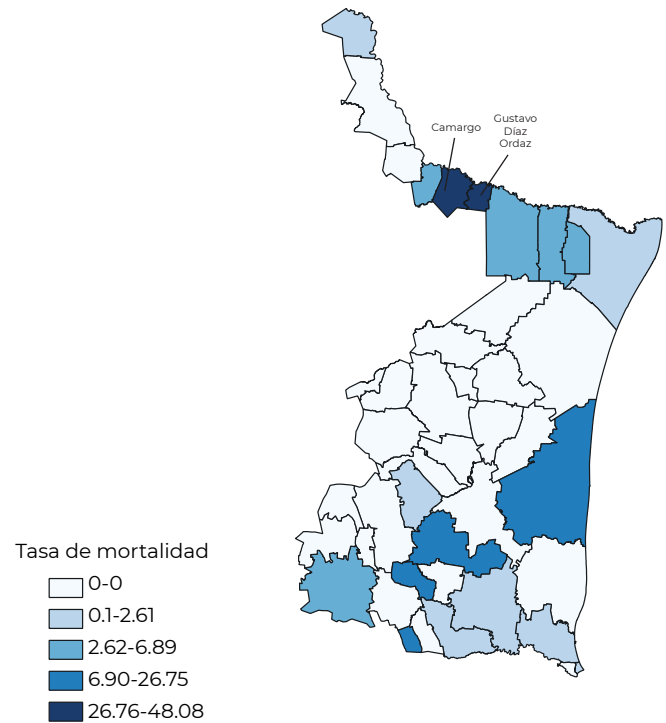 Camargo
Gustavo
Díaz
Ordaz
Tasa de mortalidad
0-0
0.1-2.61
2.62-6.89
6.90-26.75
26.76-48.08